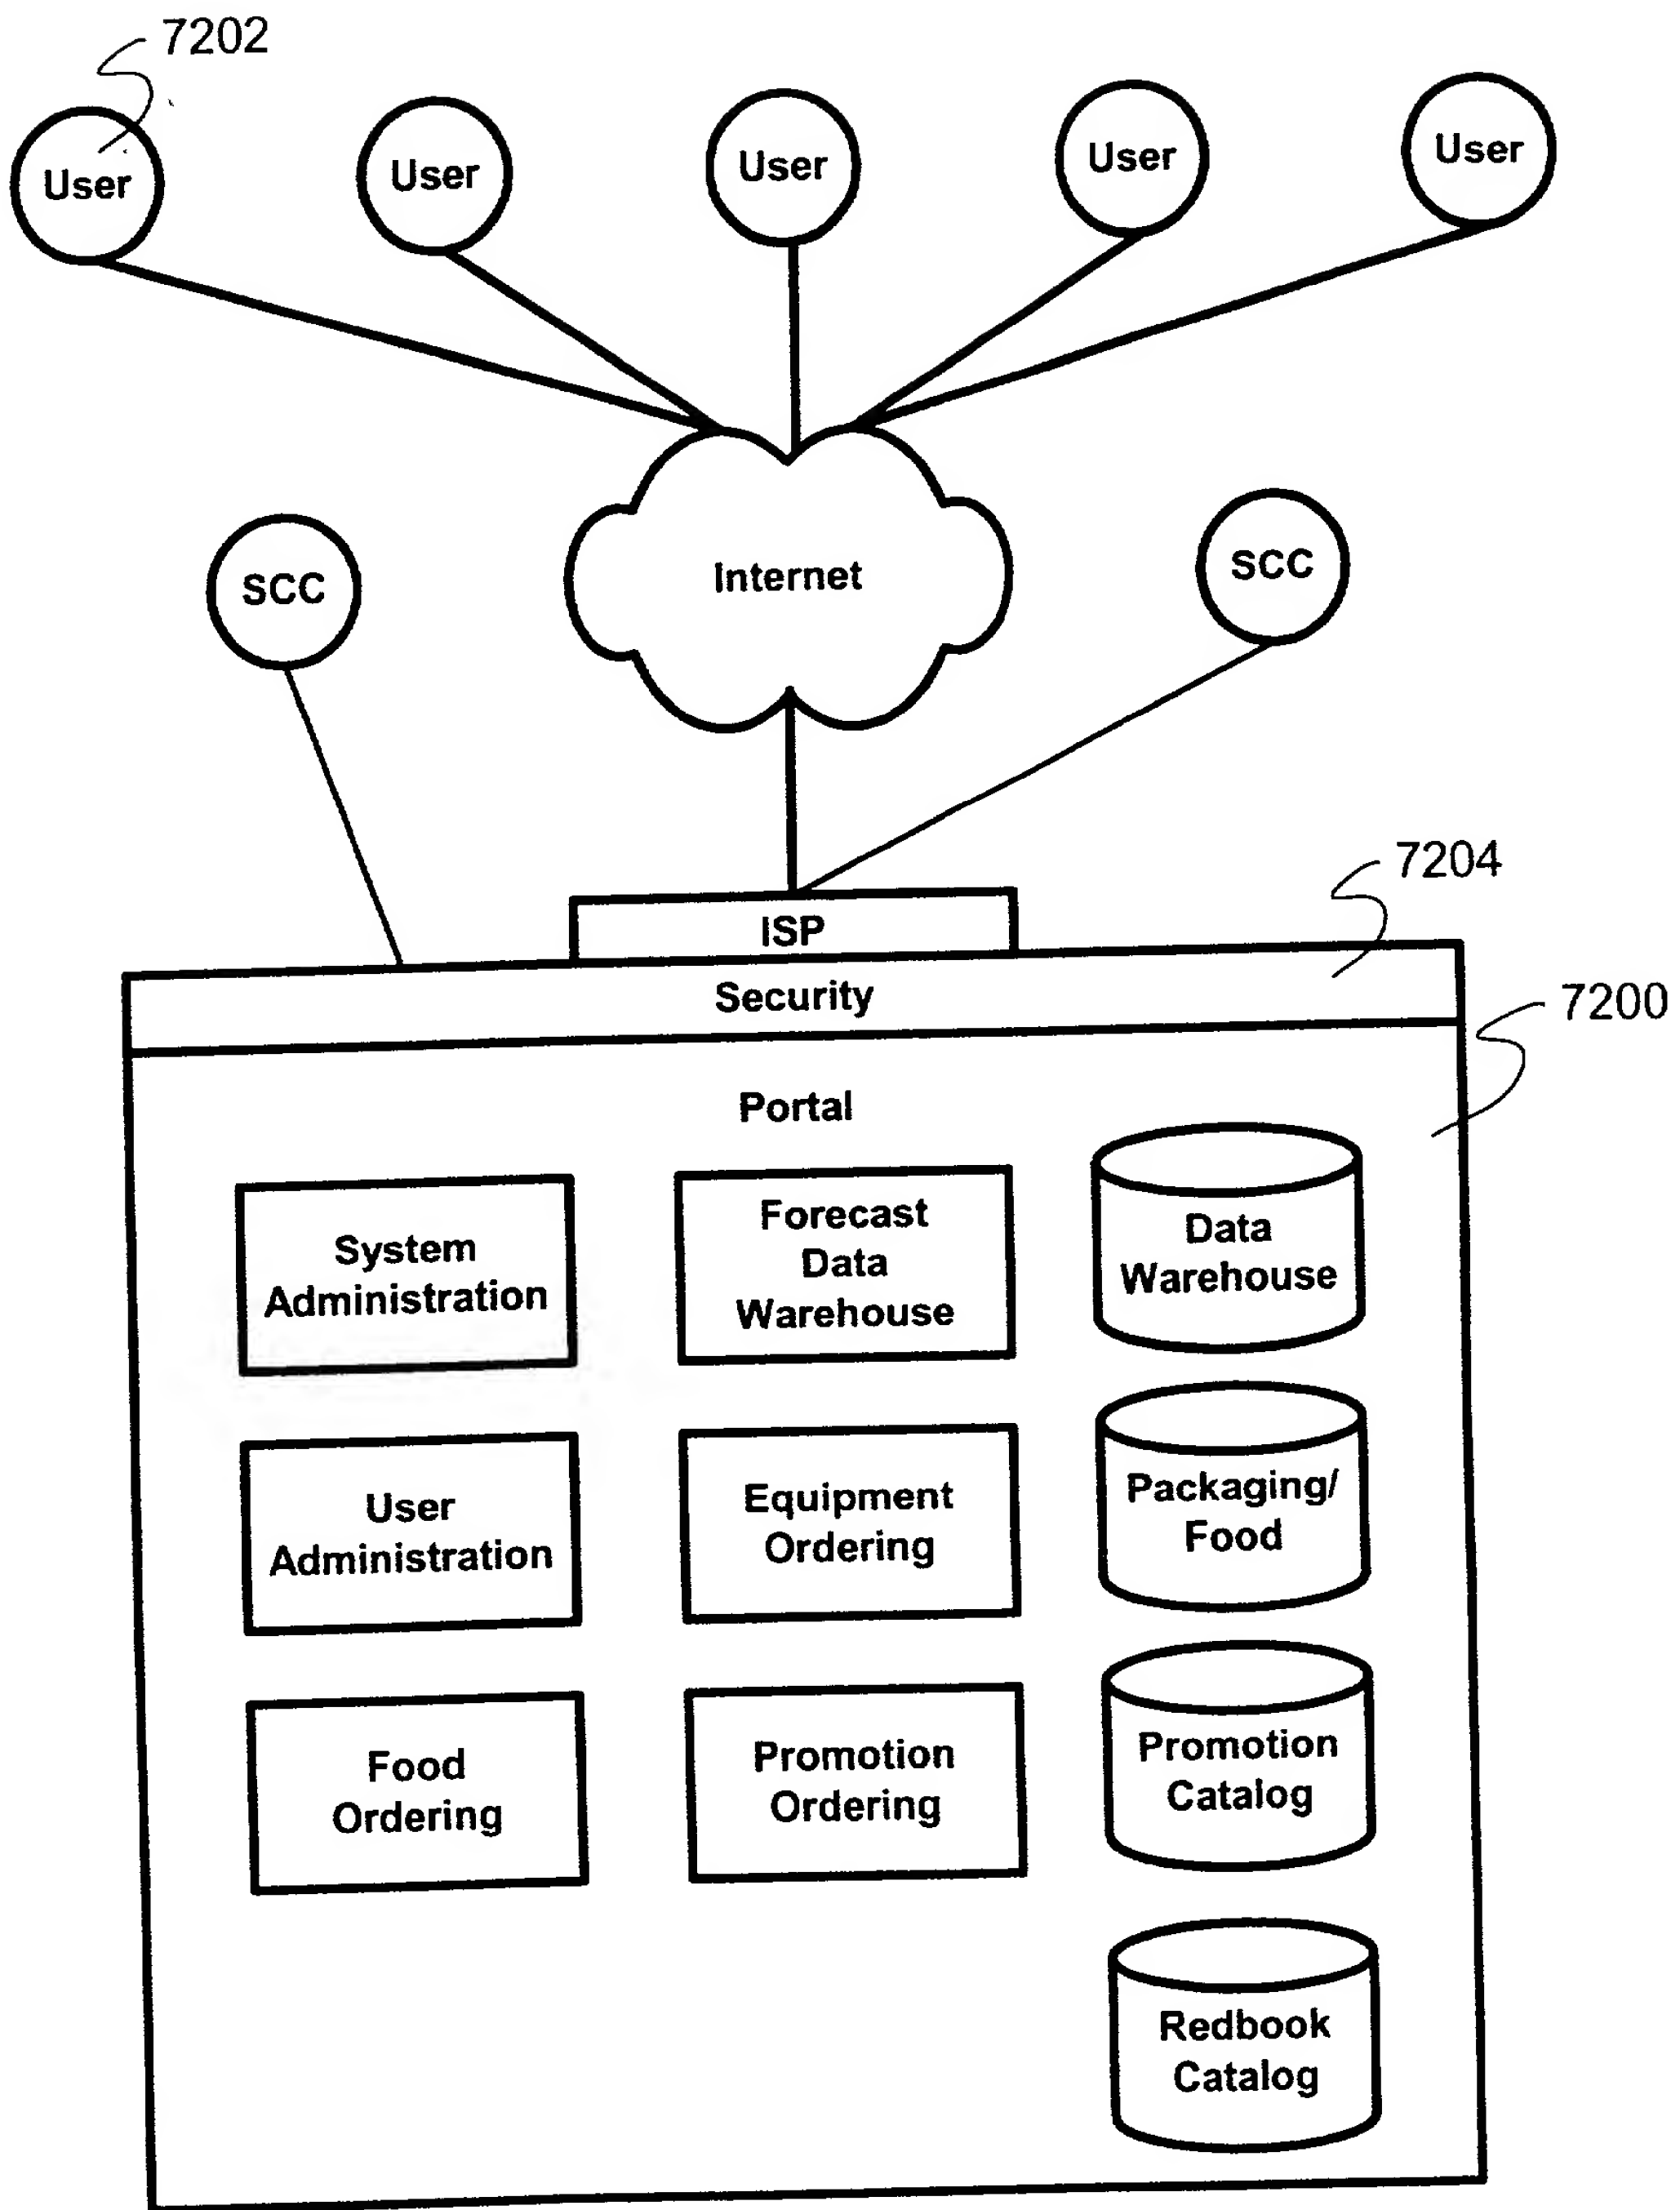 7202
User
User
User
User
User
SCC
Internet
SCC
7204
ISP
Security
7200
Portal
System
Administration
Forecast
Data
Warehouse
Data
Warehouse
User
Administration
Equipment
Ordering
Packaging/
Food
Food
Ordering
Promotion
Ordering
Promotion
Catalog
Redbook
Catalog